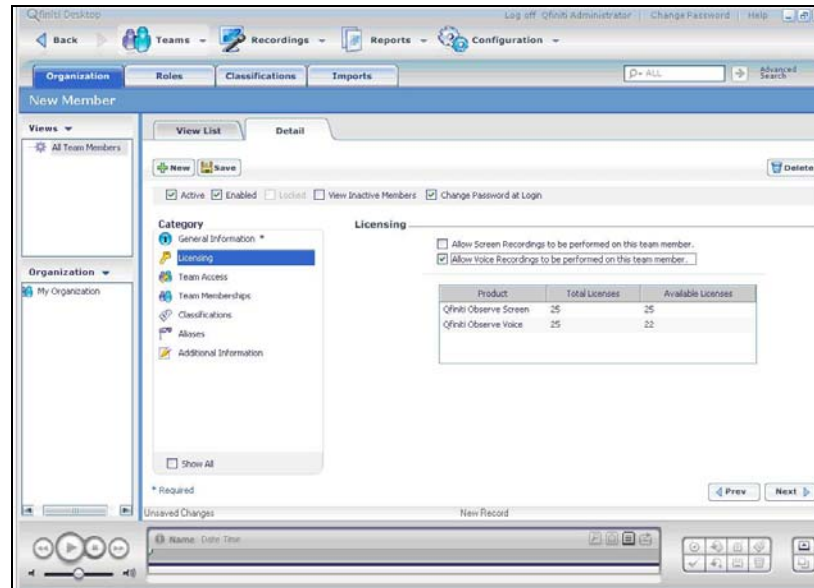 Qfiniti Desktop
Log off Qfiniti Administrator | Change Password | Help
Back Teams Recordings Reports Configuration
Organization Roles Classifications Imports ALL Advanced Search
New Member
Views
All Team Members
View List Detail
New Save Delete
Active Enabled Locked View Inactive Members Change Password at Login
Category
General Information *
Licensing
Team Access
Team Memberships
Classifications
Aliases
Additional Information
Show All
* Required
Licensing
Allow Screen Recordings to be performed on this team member.
Allow Voice Recordings to be performed on this team member.
Product Total Licenses Available Licenses
Qfiniti Observe Screen 25 25
Qfiniti Observe Voice 25 22
Organization
My Organization
Prev Next
Unsaved Changes New Record
Name: Date Time